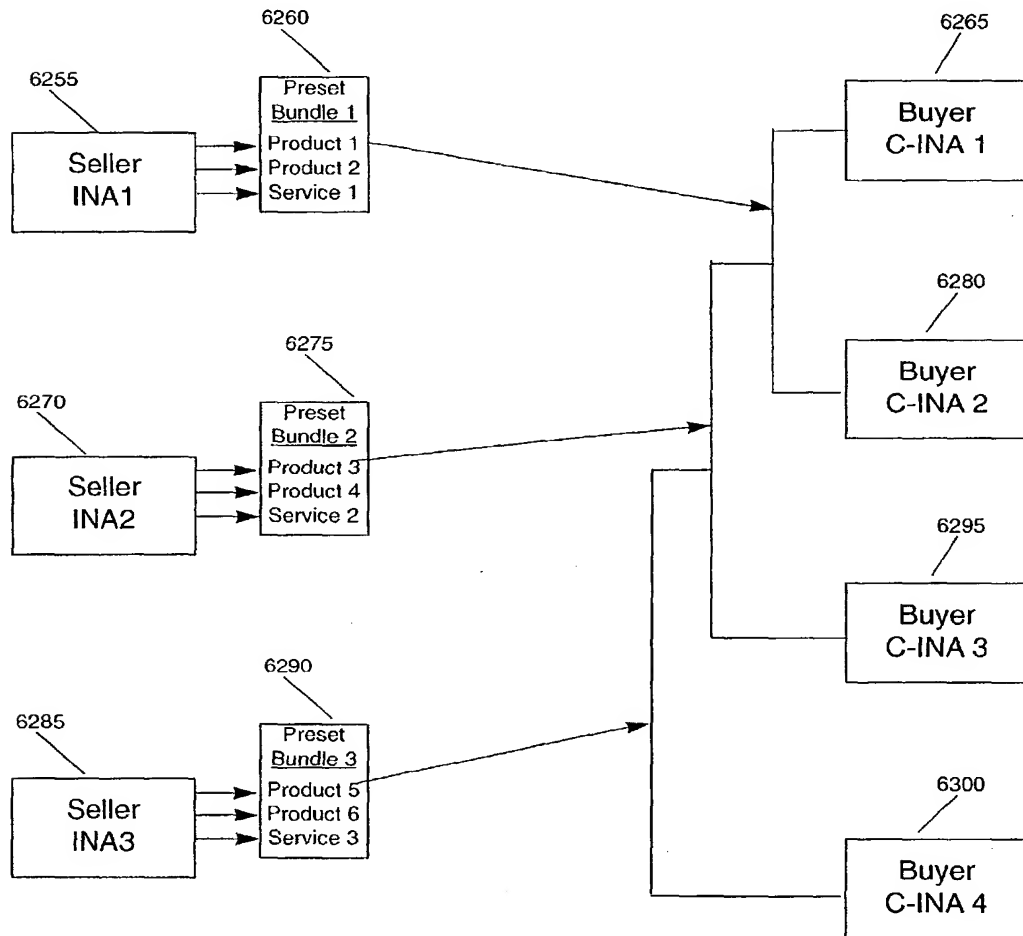 6260
6265
6255
Preset
Bundle 1
Product 1
Product 2
Service 1
Seller
INA1
Buyer
C-INA 1
6280
6275
6270
Preset
Bundle 2
Product 3
Product 4
Service 2
Seller
INA2
Buyer
C-INA 2
6295
6290
6285
Preset
Bundle 3
Product 5
Product 6
Service 3
Seller
INA3
Buyer
C-INA 3
6300
Buyer
C-INA 4